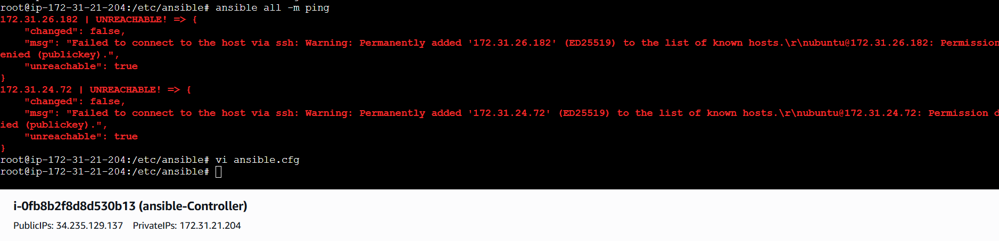 root@ip-172-31-21-204:/etc/ansible# ansible all -m ping
172.31.26.182 | UNREACHABLE! => {
    "changed": false,
    "msg": "Failed to connect to the host via ssh: Warning: Permanently added '172.31.26.182' (ED25519) to the list of known hosts.\r\nubuntu@172.31.26.182: Permission
enied (publickey).",
    "unreachable": true
}
172.31.24.72 | UNREACHABLE! => {
    "changed": false,
    "msg": "Failed to connect to the host via ssh: Warning: Permanently added '172.31.24.72' (ED25519) to the list of known hosts.\r\nubuntu@172.31.24.72: Permission d
ied (publickey).",
    "unreachable": true
}
root@ip-172-31-21-204:/etc/ansible# vi ansible.cfg
root@ip-172-31-21-204:/etc/ansible#
i-0fb8b2f8d8d530b13 (ansible-Controller)
PublicIPs: 34.235.129.137 PrivateIPs: 172.31.21.204